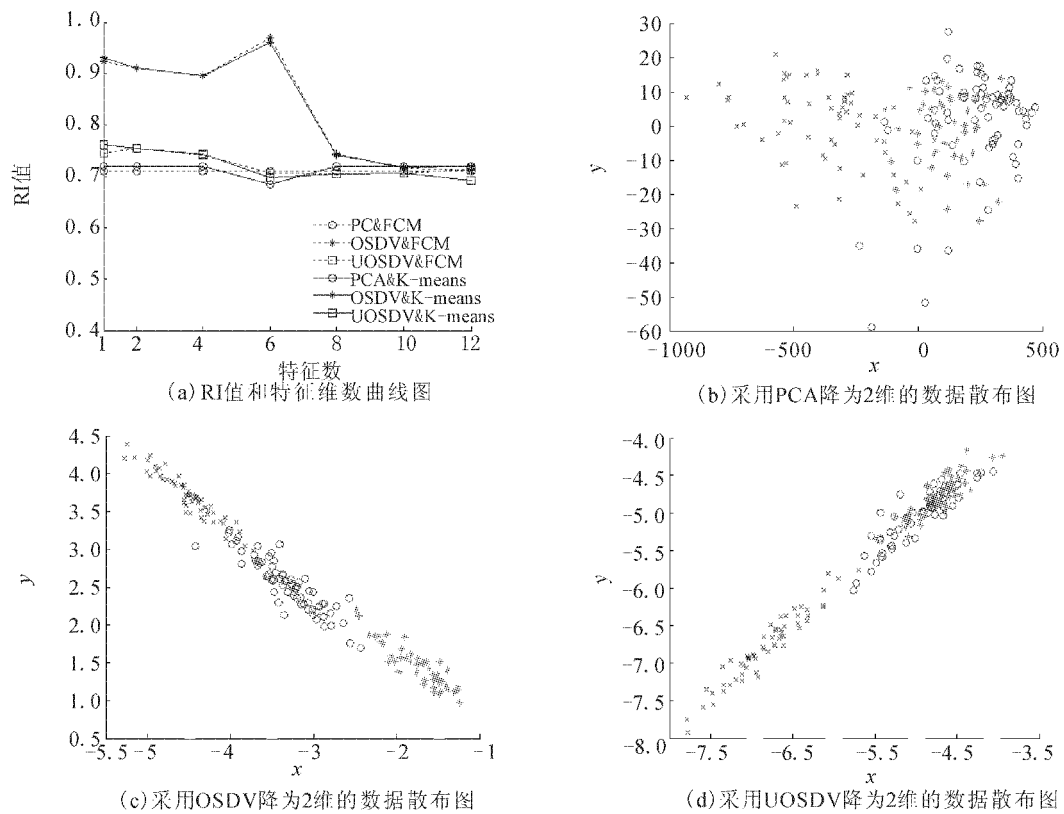 1.0
0.9
0.8
0.7
0.6
0.5
0.4
RI值
1 2 4 6 8 10 12
特征数
PC&FCM
OSDV&FCM
UOSDV&FCM
PCA&K-means
OSDV&K-means
UOSDV&K-means
(a)RI值和特征维数曲线图
30
20
10
0
-10
-20
-30
-40
-50
-60
y
-1000 -500 0 500
x
(b)采用PCA降为2维的数据散布图
4.5
4.0
3.5
3.0
2.5
2.0
1.5
1.0
0.5
y
-5.5 -5 -4 -3 -2 -1
x
(c)采用OSDV降为2维的数据散布图
-4.0
-4.5
-5.0
-5.5
-6.0
-6.5
-7.0
-7.5
-8.0
y
-7.5 -6.5 -5.5 -4.5 -3.5
x
(d)采用UOSDV降为2维的数据散布图